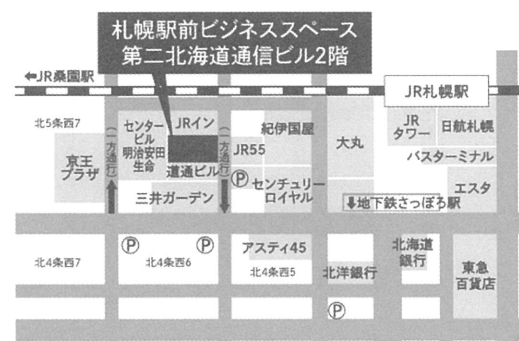 札幌駅前ビジネススペース
第二北海道通信ビル2階
←JR桑園駅
JR札幌駅
北5条西7
京王
プラザ
(一方通行)
センター
ビル
明治安田
生命
JRイン
道通ビル
三井ガーデン
(一方通行)
JR55
P
紀伊国屋
センチュリー
ロイヤル
大丸
JR
タワー
日航札幌
バスターミナル
エスタ
↓地下鉄さっぽろ駅
P
P
アスティ45
北4条西7
北4条西6
北4条西5
北洋銀行
北海道
銀行
東急
百貨店
P